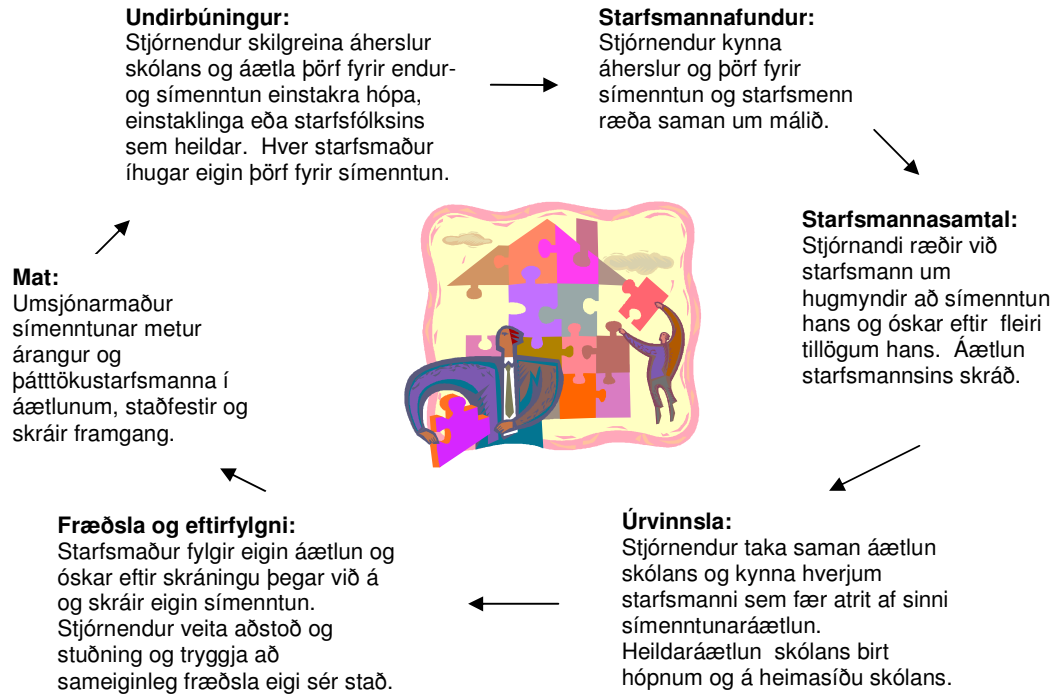 Undirbúningur:
Stjórnendur skilgreina áherslur
skólans og áætla þörf fyrir endur-
og símenntun einstakra hópa,
einstaklinga eða starfsfólksins
sem heildar.  Hver starfsmaður
íhugar eigin þörf fyrir símenntun.
Starfsmannafundur:
Stjórnendur kynna
áherslur og þörf fyrir
símenntun og starfsmenn
ræða saman um málið.
Starfsmannasamtal:
Stjórnandi ræðir við
starfsmann um
hugmyndir að símenntun
hans og óskar eftir  fleiri
tillögum hans.  Áætlun
starfsmannsins skráð.
Úrvinnsla:
Stjórnendur taka saman áætlun
skólans og kynna hverjum
starfsmanni sem fær atrit af sinni
símenntunaráætlun.
Heildaráætlun  skólans birt
hópnum og á heimasíðu skólans.
Fræðsla og eftirfylgni:
Starfsmaður fylgir eigin áætlun og
óskar eftir skráningu þegar við á
og skráir eigin símenntun.
Stjórnendur veita aðstoð og
stuðning og tryggja að
sameiginleg fræðsla eigi sér stað.
Mat:
Umsjónarmaður
símenntunar metur
árangur og
þátttökustarfsmanna í
áætlunum, staðfestir og
skráir framgang.